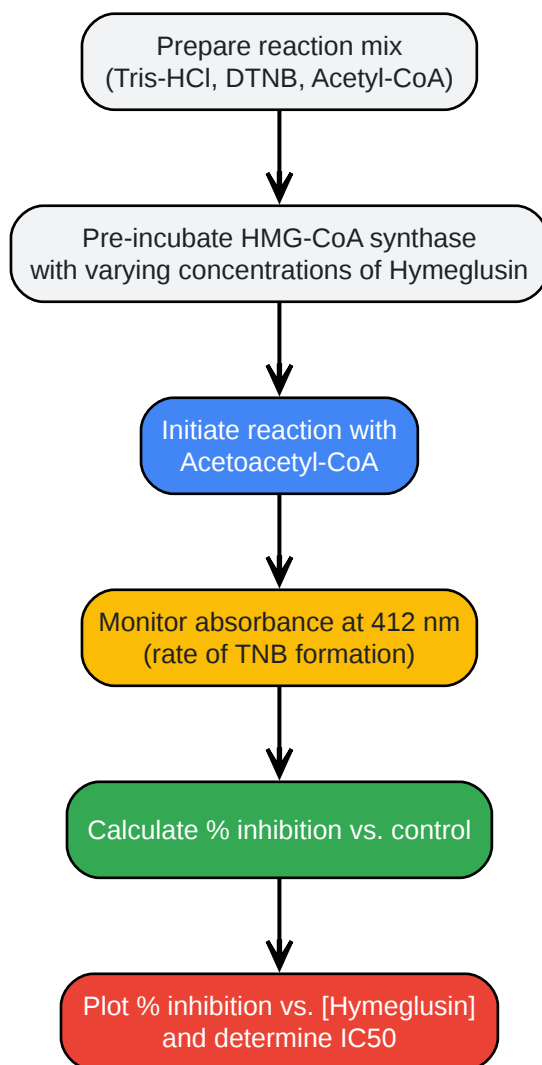 Prepare reaction mix
(Tris-HCl, DTNB, Acetyl-CoA)
Pre-incubate HMG-CoA synthase
with varying concentrations of Hymeglusin
Initiate reaction with
Acetoacetyl-CoA
Monitor absorbance at 412 nm
(rate of TNB formation)
Calculate % inhibition vs. control
Plot % inhibition vs. [Hymeglusin]
and determine IC50